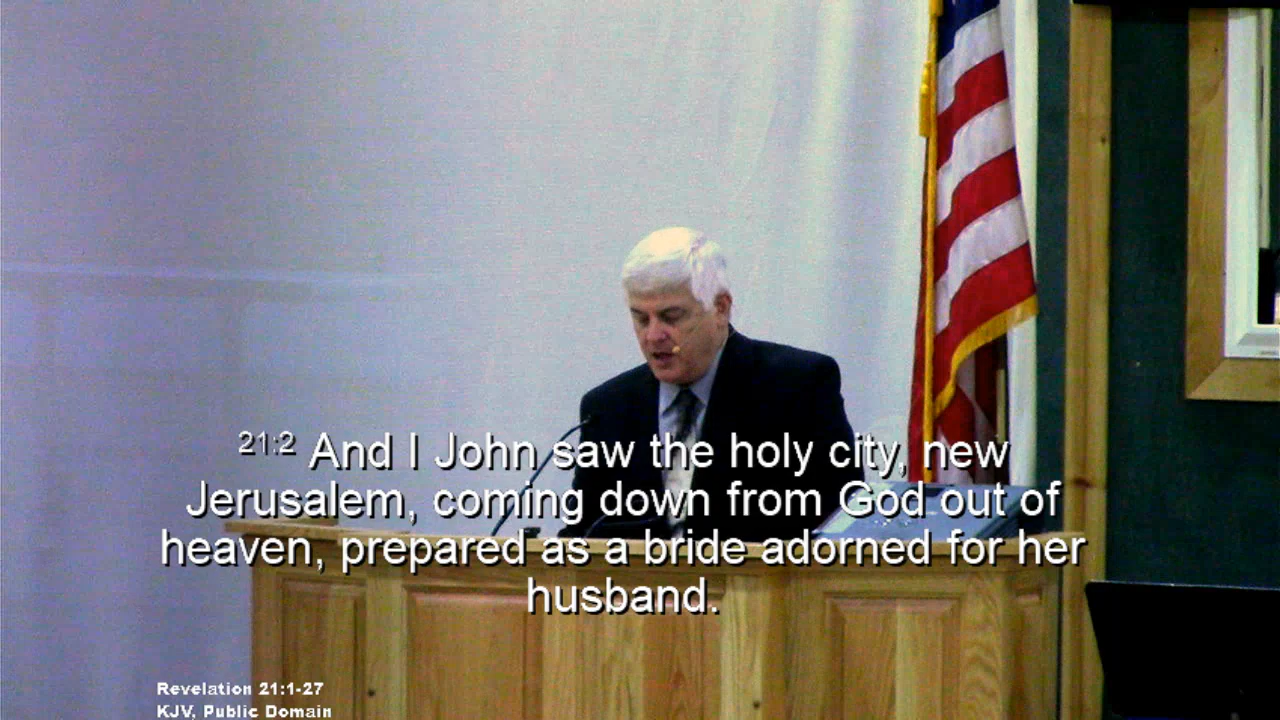 21:2 And I John saw the holy city, new
Jerusalem, coming down from God out of
heaven, prepared as a bride adorned for her
husband.
Revelation 21:1-27
KJV, Public Domain